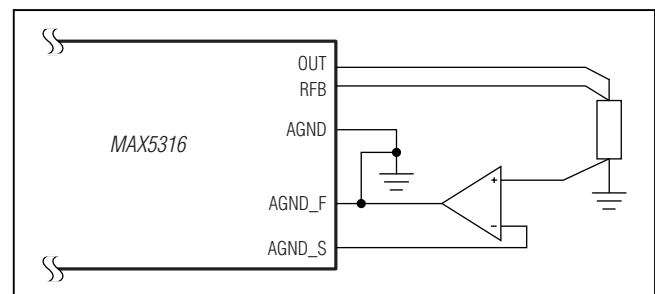 OUT
RFB
AGND
MAX5316
AGND_F
AGND_S
+
−